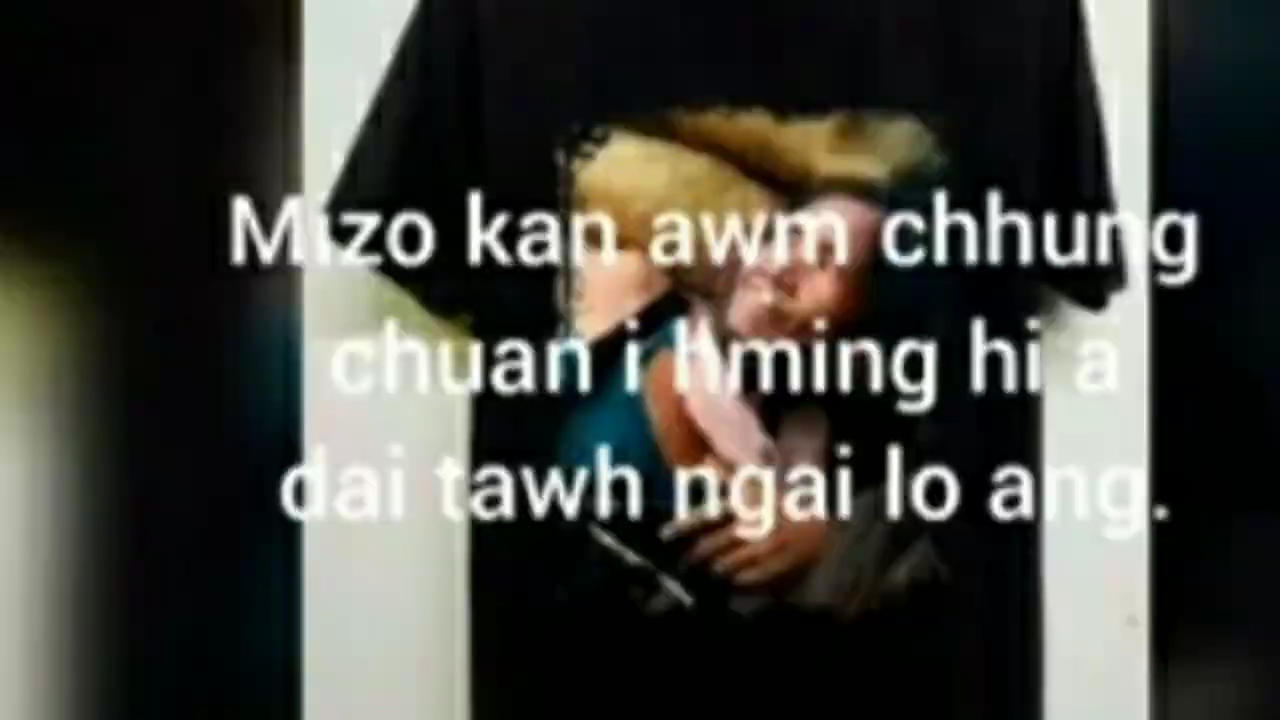 Mizo kan awm chhung
chuan i hming hi a
dai tawh ngai lo ang.